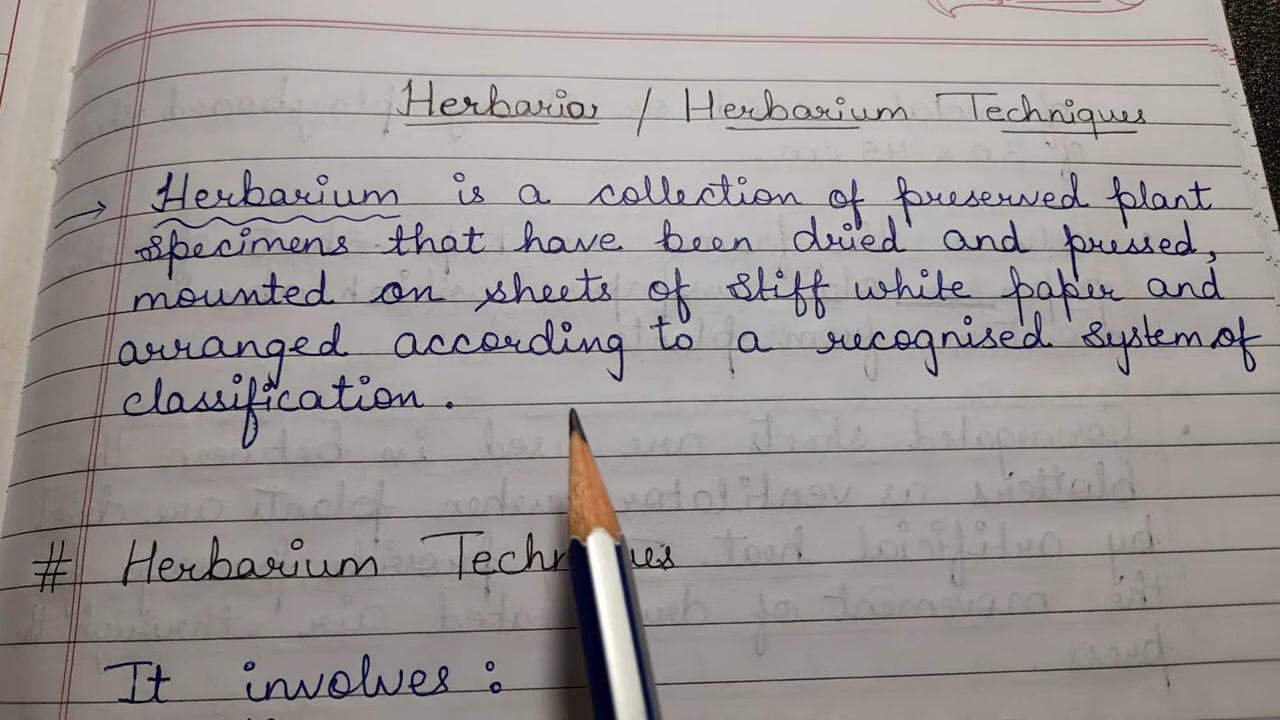 Herbaria / Herbarium Techniques
→ Herbarium is a collection of preserved plant
specimens that have been dried and pressed,
mounted on sheets of stiff white paper and
arranged according to a recognised system of
classification.
# Herbarium Techniques
It involves :